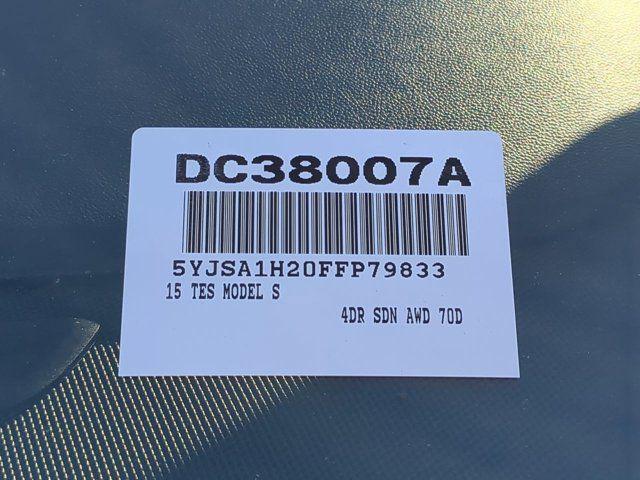 DC38007A
5YJSA1H20FFP79833
15 TES MODEL S
4DR SDN AWD 70D